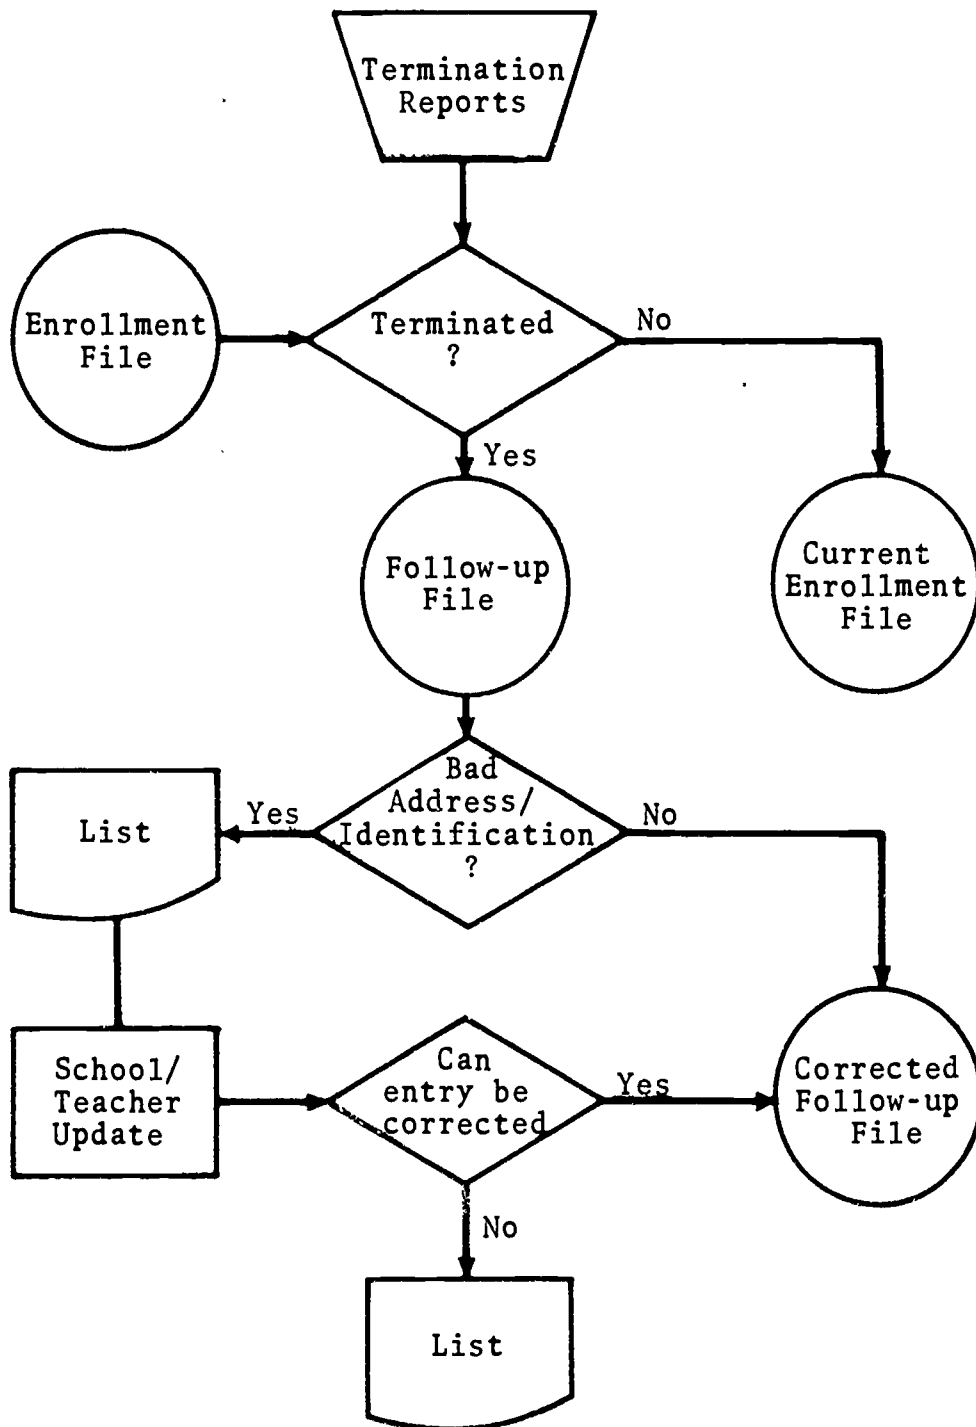 Termination
Reports
Enrollment
File
Terminated
?
No
Yes
Follow-up
File
Current
Enrollment
File
Bad
Address/
Identification
?
Yes
No
List
School/
Teacher
Update
Can
entry be
corrected
Yes
Corrected
Follow-up
File
No
List